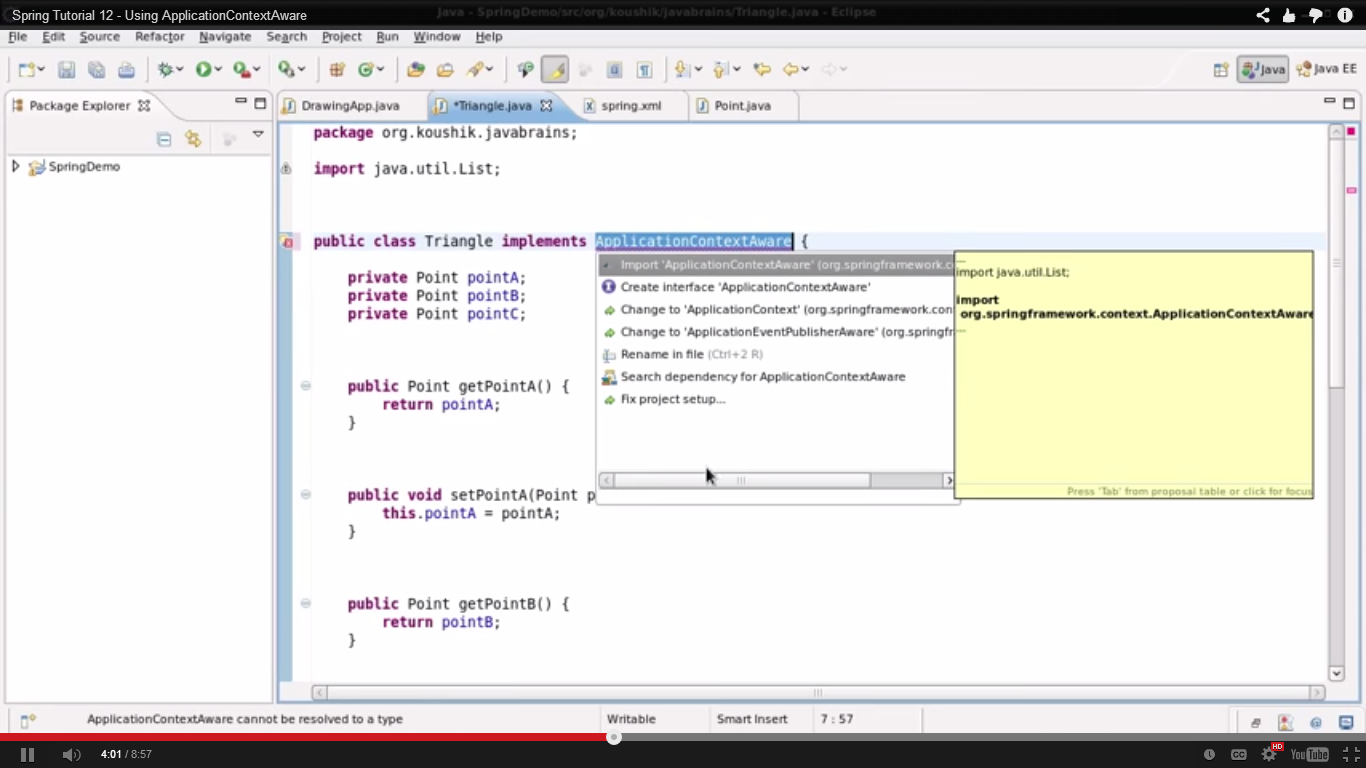 Spring Tutorial 12 - Using ApplicationContextAware
Java - SpringDemo/src/org/koushik/javabrains/Triangle.java - Eclipse
File Edit Source Refactor Navigate Search Project Run Window Help
Java Java EE
Package Explorer
DrawingApp.java *Triangle.java spring.xml Point.java
SpringDemo
package org.koushik.javabrains;
import java.util.List;
public class Triangle implements ApplicationContextAware {
private Point pointA;
private Point pointB;
private Point pointC;
public Point getPointA() {
return pointA;
}
public void setPointA(Point p
this.pointA = pointA;
}
public Point getPointB() {
return pointB;
}
Import 'ApplicationContextAware' (org.springframework.c
Create interface 'ApplicationContextAware'
Change to 'ApplicationContext' (org.springframework.con
Change to 'ApplicationEventPublisherAware' (org.springfr
Rename in file (Ctrl+2 R)
Search dependency for ApplicationContextAware
Fix project setup...
...
import java.util.List;
import
org.springframework.context.ApplicationContextAware
...
Press 'Tab' from proposal table or click for focus
ApplicationContextAware cannot be resolved to a type Writable Smart Insert 7 : 57
4:01 / 8:57 CC HD YouTube